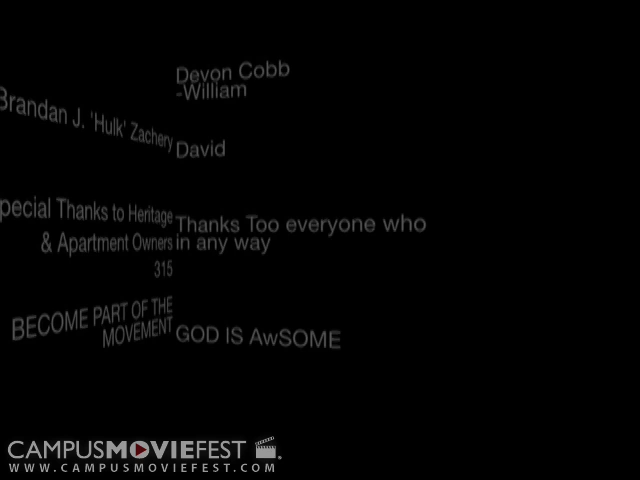 Devon Cobb
-William
Brandan J. 'Hulk' Zachery
David
pecial Thanks to Heritage
& Apartment Owners
315
Thanks Too everyone who
in any way
BECOME PART OF THE
MOVEMENT
GOD IS AwSOME
CAMPUSMOVIEFEST
WWW.CAMPUSMOVIEFEST.COM